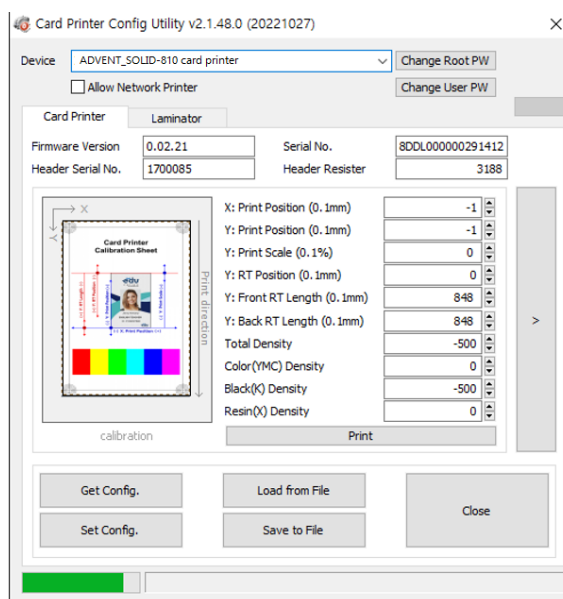 Card Printer Config Utility v2.1.48.0 (20221027)
Device ADVENT_SOLID-810 card printer Change Root PW
Allow Network Printer Change User PW
Card Printer Laminator
Firmware Version 0.02.21 Serial No. 8DDL000000291412
Header Serial No. 1700085 Header Resister 3188
X
Y
Card Printer
Calibration Sheet
edu
Print direction
calibration
X: Print Position (0.1mm) -1
Y: Print Position (0.1mm) -1
Y: Print Scale (0.1%) 0
Y: RT Position (0.1mm) 0
Y: Front RT Length (0.1mm) 848
Y: Back RT Length (0.1mm) 848
Total Density -500
Color(YMC) Density 0
Black(K) Density -500
Resin(X) Density 0
Print
>
Get Config. Load from File
Set Config. Save to File
Close